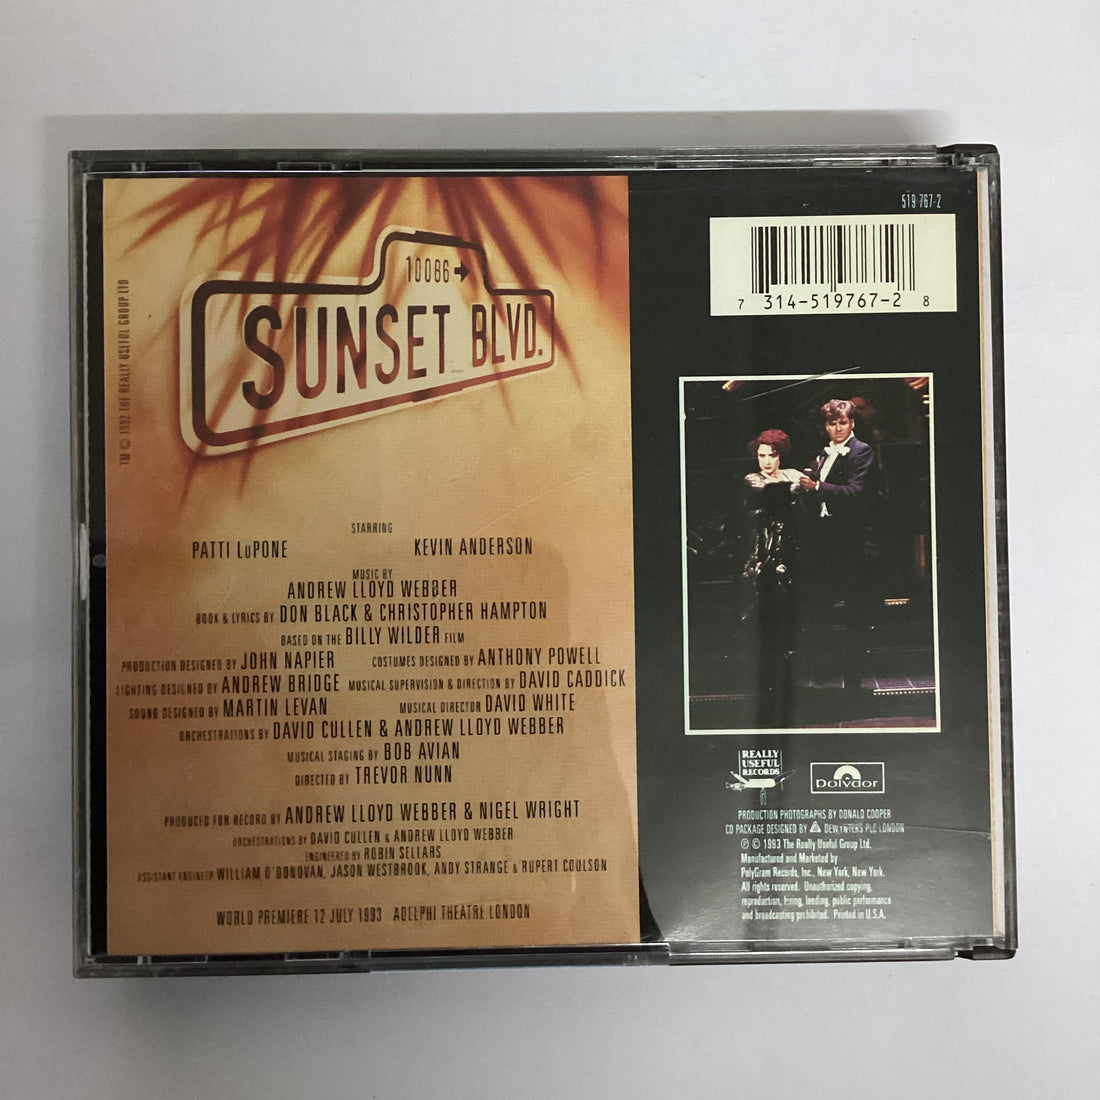 10086 →
SUNSET BLVD.
TM © 1992 THE REALLY USEFUL GROUP LTD
STARRING
PATTI LuPONE KEVIN ANDERSON
MUSIC BY
ANDREW LLOYD WEBBER
BOOK & LYRICS BY DON BLACK & CHRISTOPHER HAMPTON
BASED ON THE BILLY WILDER FILM
PRODUCTION DESIGNED BY JOHN NAPIER COSTUMES DESIGNED BY ANTHONY POWELL
LIGHTING DESIGNED BY ANDREW BRIDGE MUSICAL SUPERVISION & DIRECTION BY DAVID CADDICK
SOUND DESIGNED BY MARTIN LEVAN MUSICAL DIRECTOR DAVID WHITE
ORCHESTRATIONS BY DAVID CULLEN & ANDREW LLOYD WEBBER
MUSICAL STAGING BY BOB AVIAN
DIRECTED BY TREVOR NUNN
PRODUCED FOR RECORD BY ANDREW LLOYD WEBBER & NIGEL WRIGHT
ORCHESTRATIONS BY DAVID CULLEN & ANDREW LLOYD WEBBER
ENGINEERED BY ROBIN SELLARS
ASSISTANT ENGINEER WILLIAM O'DONOVAN, JASON WESTBROOK, ANDY STRANGE & RUPERT COULSON
WORLD PREMIERE 12 JULY 1993 ADELPHI THEATRE LONDON
519 767-2
7 314-519767-2 8
REALLY
USEFUL
RECORDS
PolyGor
PRODUCTION PHOTOGRAPHS BY DONALD COOPER
CD PACKAGE DESIGNED BY DEWYNTERS PLC LONDON
℗ © 1993 The Really Useful Group Ltd.
Manufactured and Marketed by
PolyGram Records, Inc., New York, New York.
All rights reserved. Unauthorized copying,
reproduction, hiring, lending, public performance
and broadcasting prohibited. Printed in U.S.A.